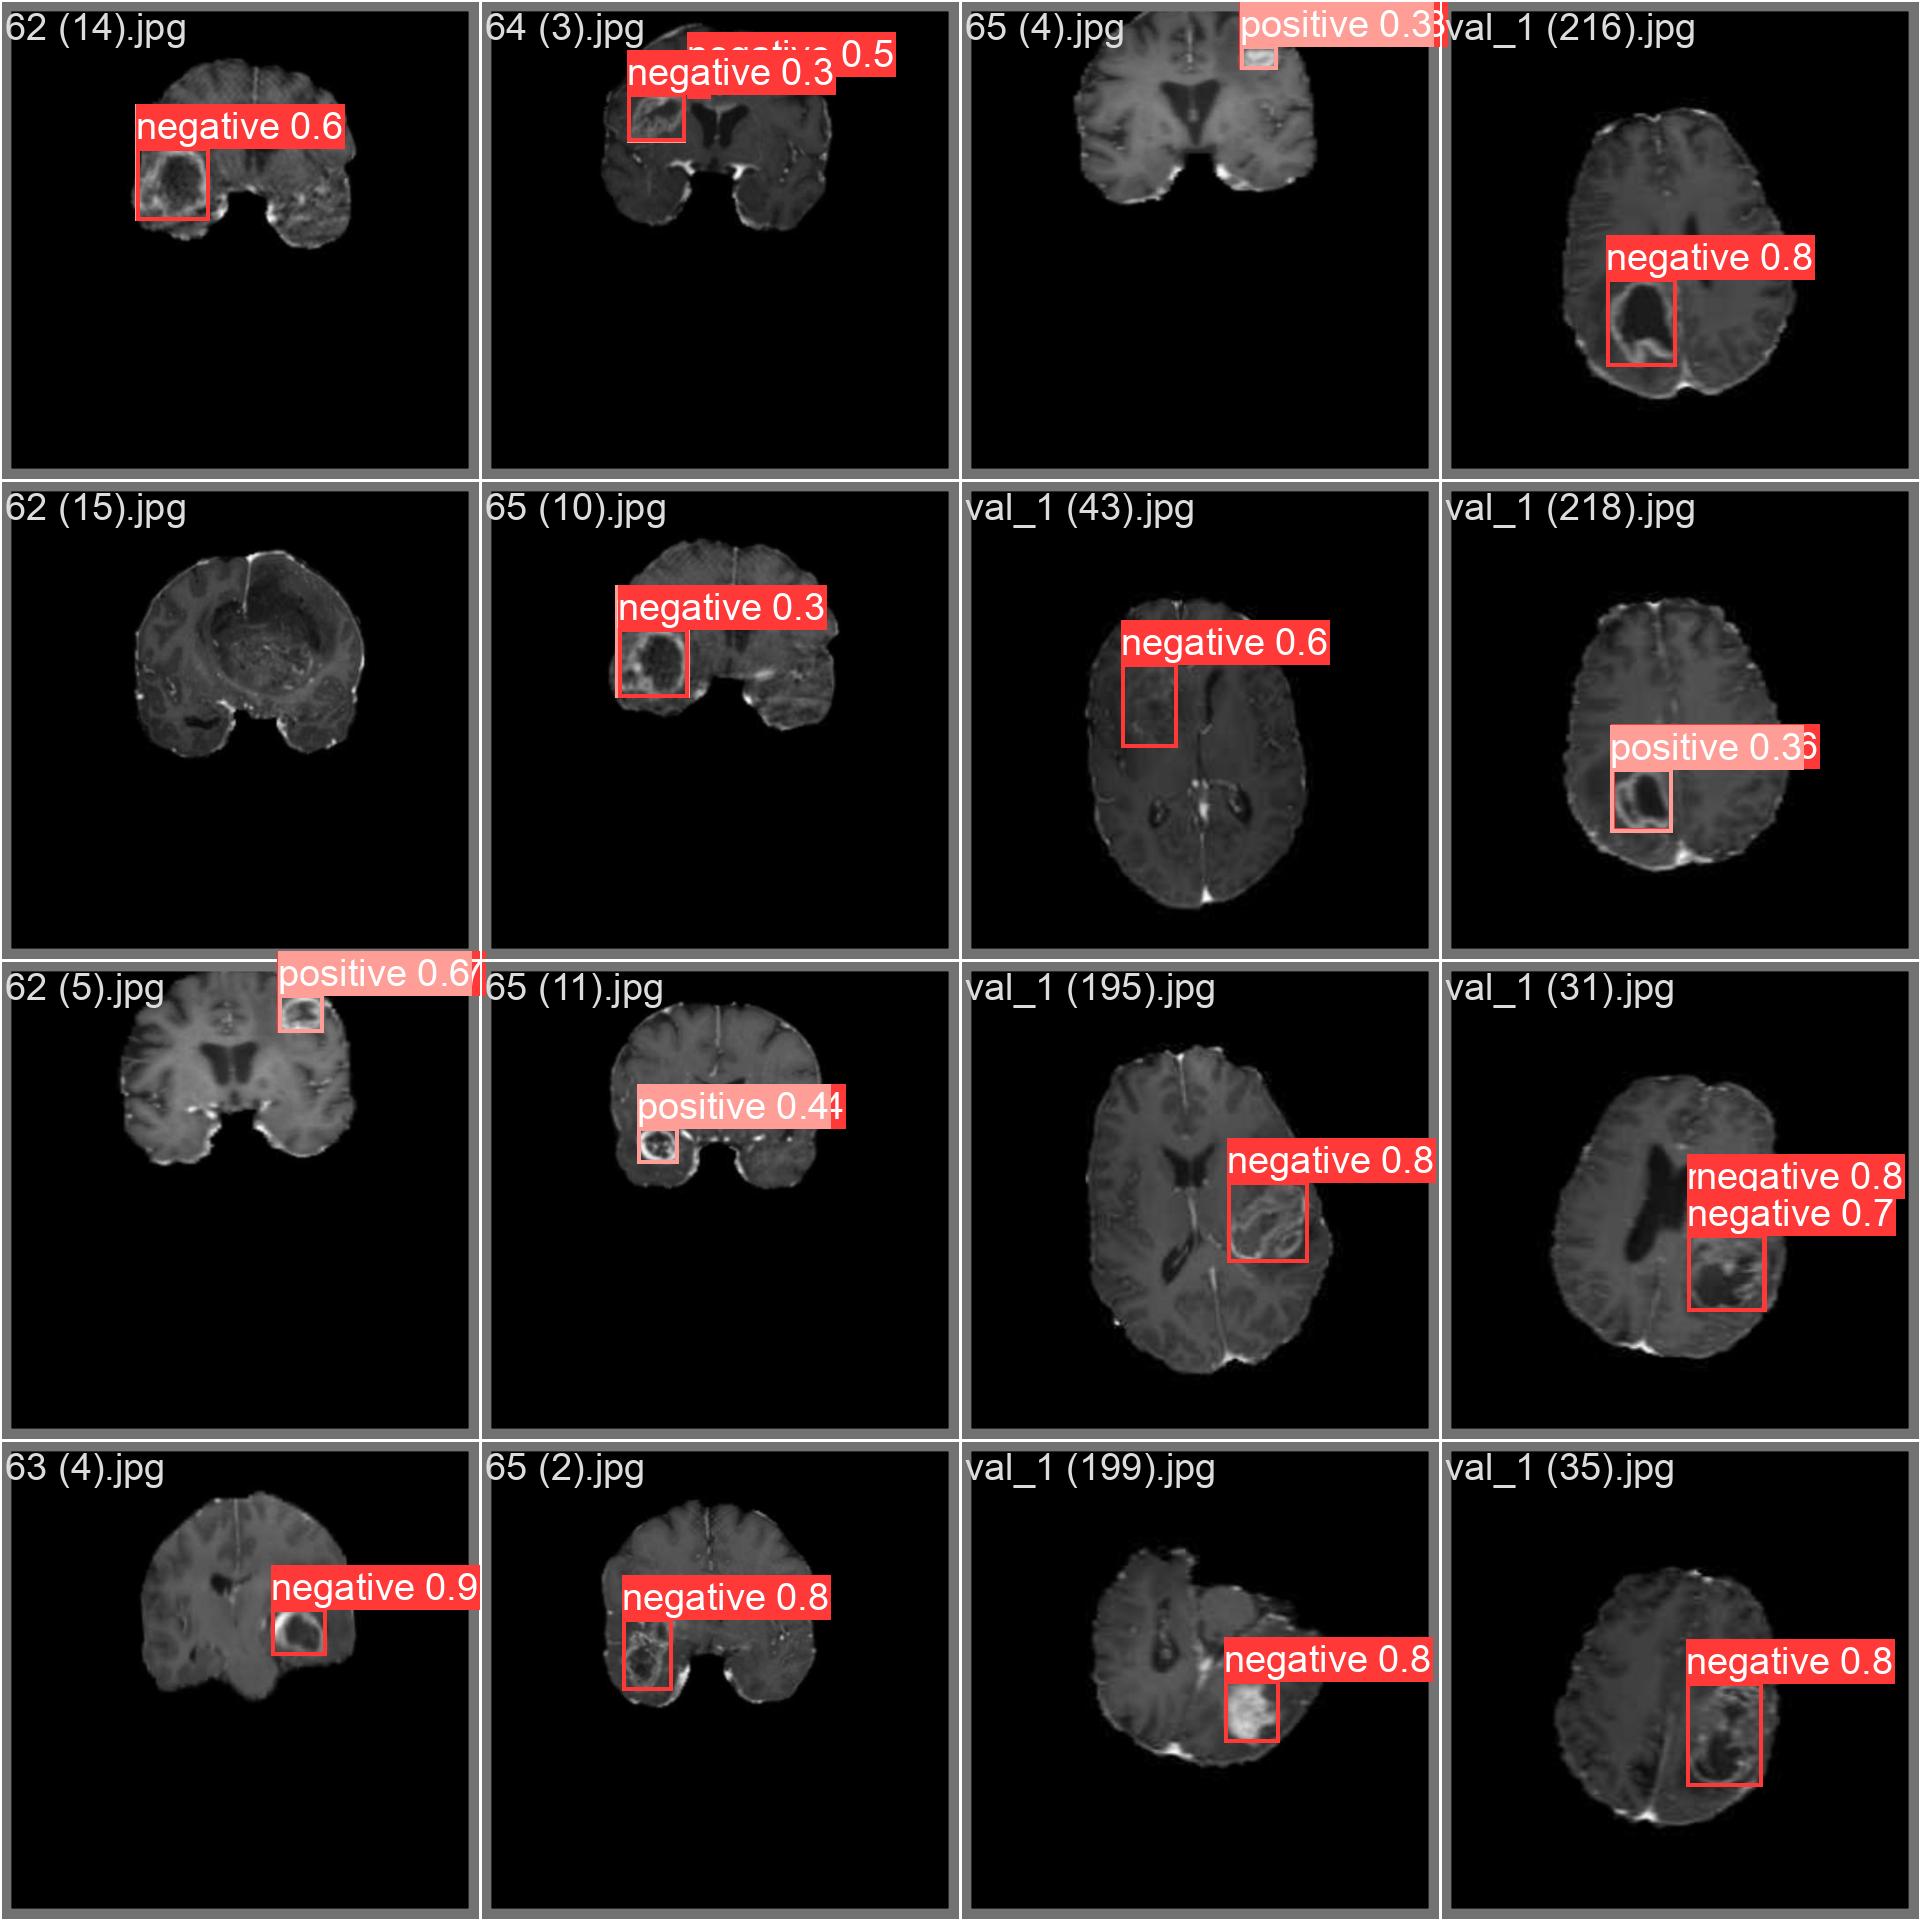 62 (14).jpg
negative 0.6
64 (3).jpg
negative 0.5
negative 0.3
65 (4).jpg
positive 0.3
val_1 (216).jpg
negative 0.8
62 (15).jpg
65 (10).jpg
negative 0.3
val_1 (43).jpg
negative 0.6
val_1 (218).jpg
positive 0.3
62 (5).jpg
positive 0.6
65 (11).jpg
positive 0.4
val_1 (195).jpg
negative 0.8
val_1 (31).jpg
negative 0.8
negative 0.7
63 (4).jpg
negative 0.9
65 (2).jpg
negative 0.8
val_1 (199).jpg
negative 0.8
val_1 (35).jpg
negative 0.8